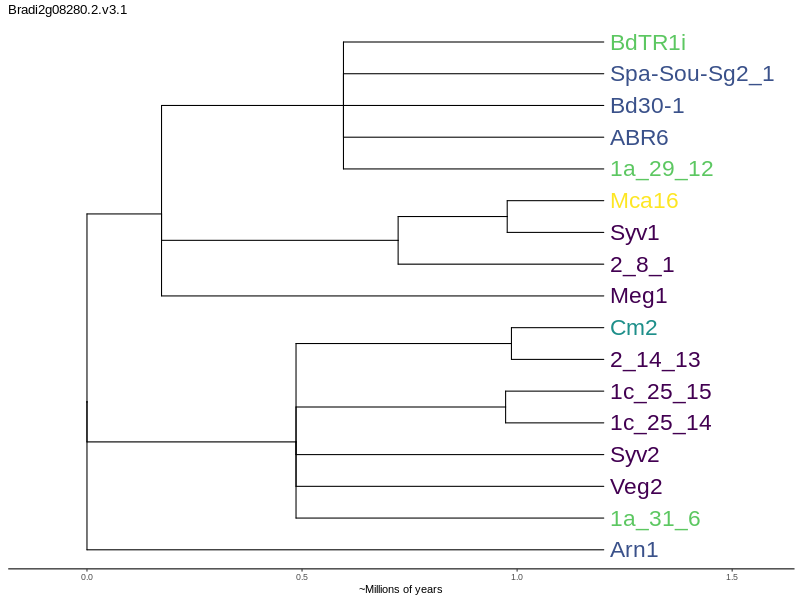 Bradi2g08280.2.v3.1
BdTR1i
Spa-Sou-Sg2_1
Bd30-1
ABR6
1a_29_12
Mca16
Syv1
2_8_1
Meg1
Cm2
2_14_13
1c_25_15
1c_25_14
Syv2
Veg2
1a_31_6
Arn1
0.0 0.5 1.0 1.5
~Millions of years